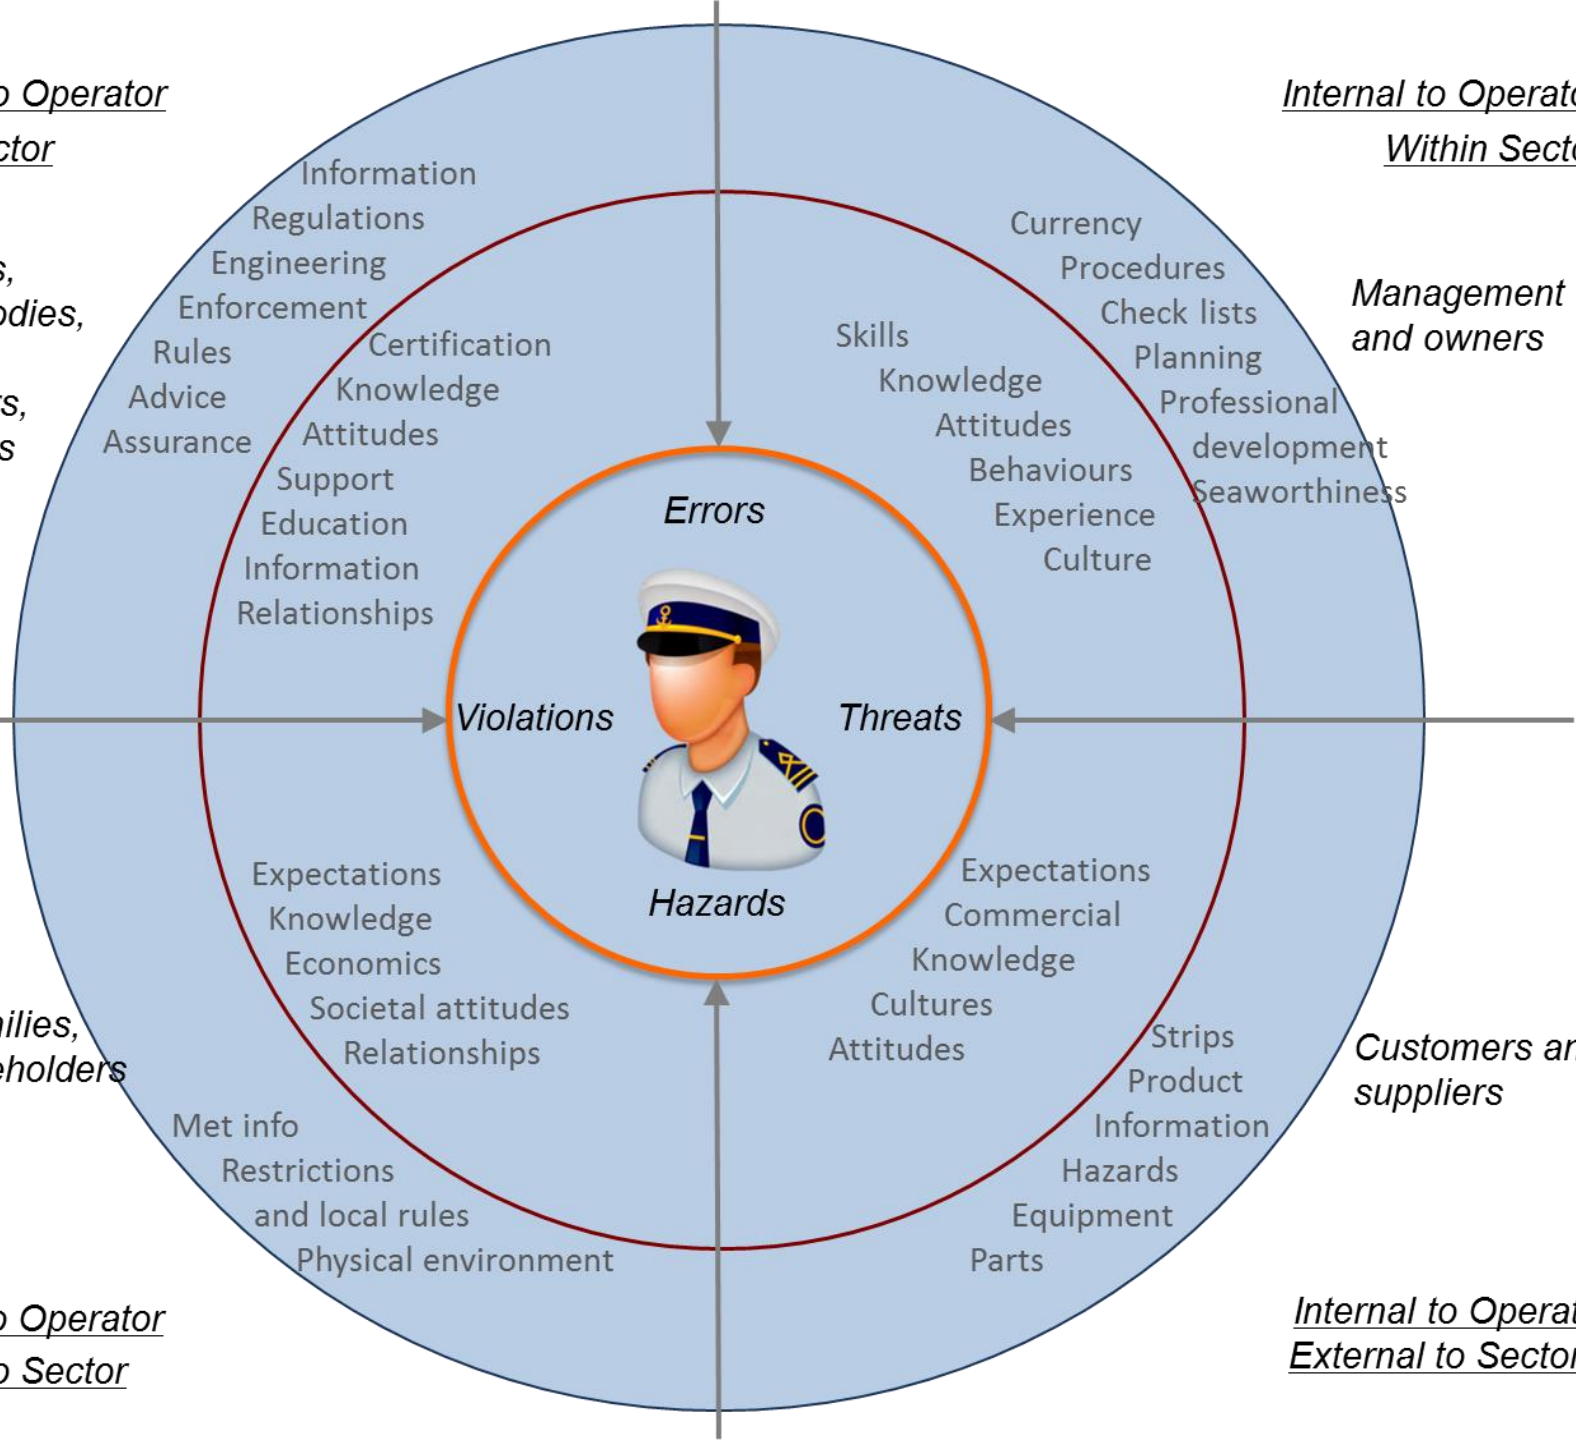 o Operator
ctor
s,
odies,
rs,
s
Information
Regulations
Engineering
Enforcement
Rules
Advice
Assurance
Certification
Knowledge
Attitudes
Support
Education
Information
Relationships
Internal to Operato
Within Secto
Management
and owners
Currency
Procedures
Check lists
Planning
Professional
development
Seaworthiness
Skills
Knowledge
Attitudes
Behaviours
Experience
Culture
Errors
Violations
Threats
Hazards
Expectations
Knowledge
Economics
Societal attitudes
Relationships
nilies,
eholders
Met info
Restrictions
and local rules
Physical environment
o Operator
o Sector
Expectations
Commercial
Knowledge
Cultures
Attitudes
Strips
Product
Information
Hazards
Equipment
Parts
Customers an
suppliers
Internal to Operat
External to Sector